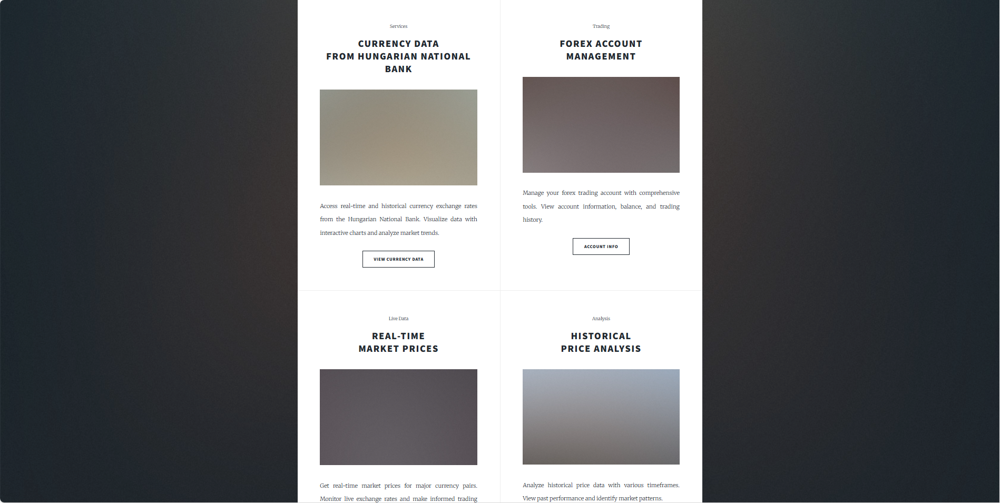 Services
CURRENCY DATA
FROM HUNGARIAN NATIONAL
BANK
Access real-time and historical currency exchange rates
from the Hungarian National Bank. Visualize data with
interactive charts and analyze market trends.
VIEW CURRENCY DATA
Trading
FOREX ACCOUNT
MANAGEMENT
Manage your forex trading account with comprehensive
tools. View account information, balance, and trading
history.
ACCOUNT INFO
Live Data
REAL-TIME
MARKET PRICES
Get real-time market prices for major currency pairs.
Monitor live exchange rates and make informed trading
Analysis
HISTORICAL
PRICE ANALYSIS
Analyze historical price data with various timeframes.
View past performance and identify market patterns.